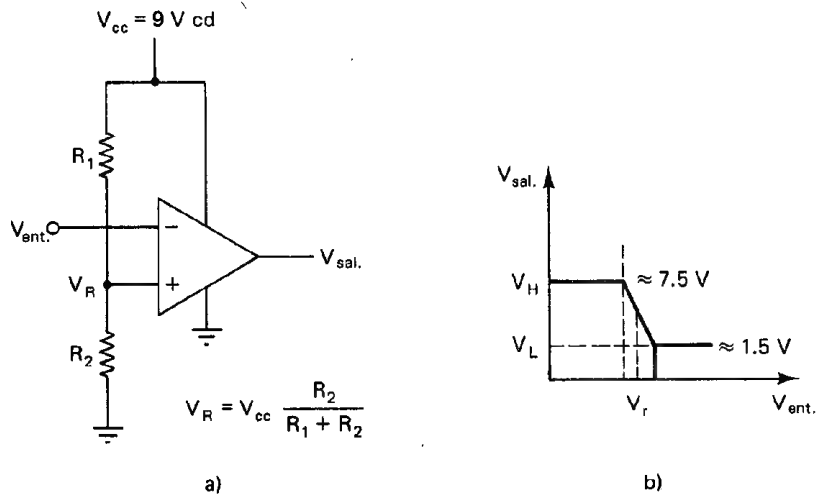 V_cc = 9 V cd
R_1
V_ent.
−
V_R
+
V_sal.
R_2
V_R = V_cc R_2 / (R_1 + R_2)
a)
V_sal.
V_H
≈ 7.5 V
V_L
≈ 1.5 V
V_r
V_ent.
b)